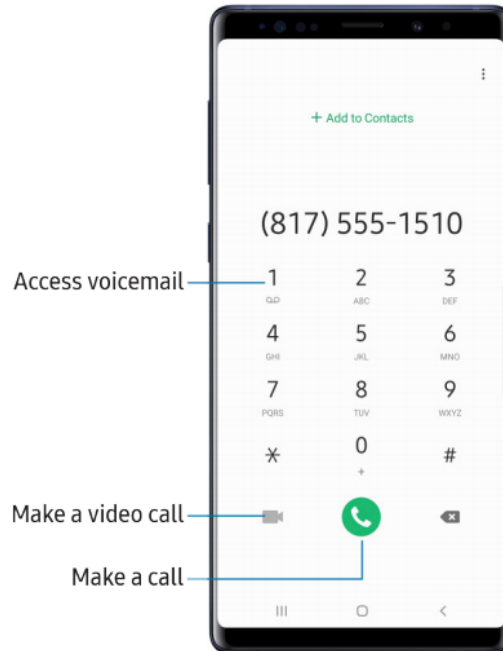 + Add to Contacts
(817) 555-1510
Access voicemail
1 2 3
ABC DEF
4 5 6
GHI JKL MNO
7 8 9
PQRS TUV WXYZ
* 0 #
+
Make a video call
Make a call